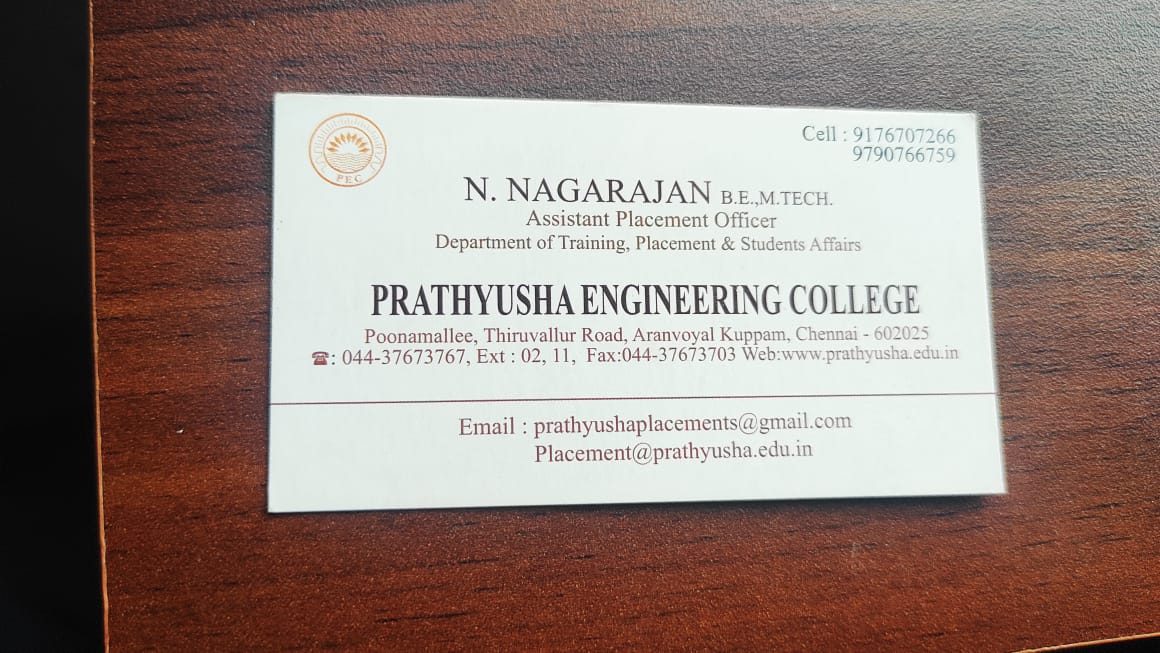 PEC
Cell : 9176707266
9790766759
N. NAGARAJAN B.E.,M.TECH.
Assistant Placement Officer
Department of Training, Placement & Students Affairs
PRATHYUSHA ENGINEERING COLLEGE
Poonamallee, Thiruvallur Road, Aranvoyal Kuppam, Chennai - 602025
☎: 044-37673767, Ext : 02, 11, Fax:044-37673703 Web:www.prathyusha.edu.in
Email : prathyushaplacements@gmail.com
Placement@prathyusha.edu.in